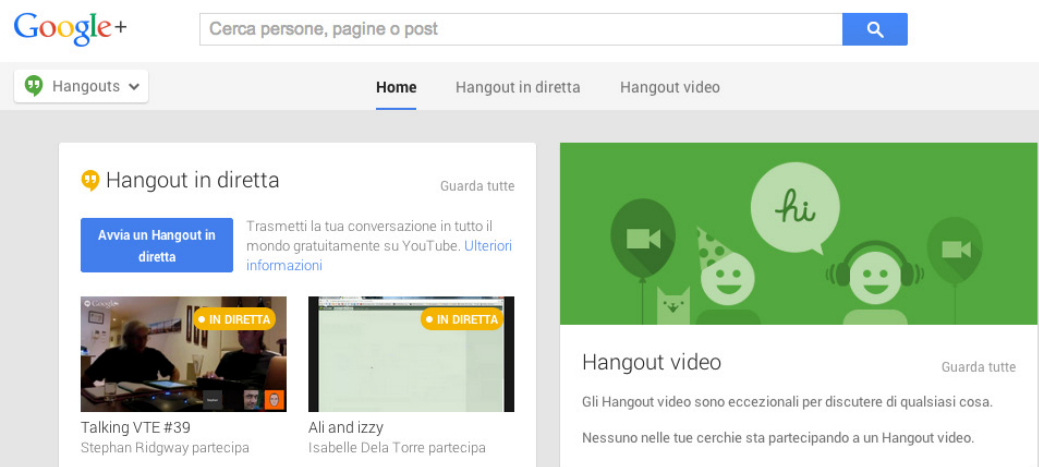 Google+
Cerca persone, pagine o post
Hangouts
Home
Hangout in diretta
Hangout video
Hangout in diretta
Guarda tutte
Avvia un Hangout in
diretta
Trasmetti la tua conversazione in tutto il
mondo gratuitamente su YouTube. Ulteriori
informazioni
Google+
IN DIRETTA
IN DIRETTA
Talking VTE #39
Stephan Ridgway partecipa
Ali and izzy
Isabelle Dela Torre partecipa
hi
Hangout video
Guarda tutte
Gli Hangout video sono eccezionali per discutere di qualsiasi cosa.
Nessuno nelle tue cerchie sta partecipando a un Hangout video.